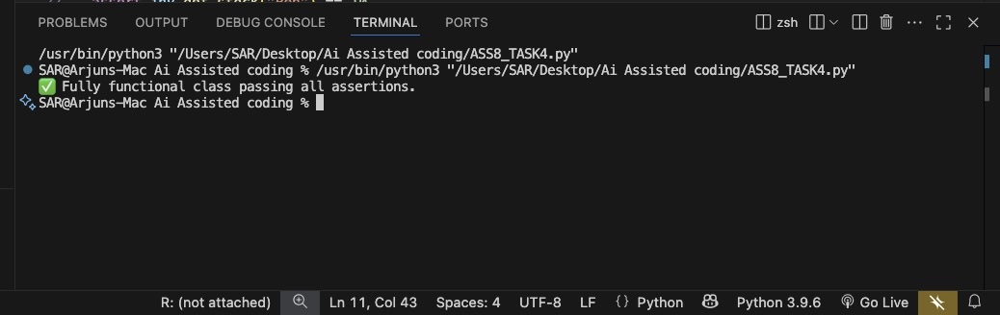 PROBLEMS OUTPUT DEBUG CONSOLE TERMINAL PORTS zsh
/usr/bin/python3 "/Users/SAR/Desktop/Ai Assisted coding/ASS8_TASK4.py"
SAR@Arjuns-Mac Ai Assisted coding % /usr/bin/python3 "/Users/SAR/Desktop/Ai Assisted coding/ASS8_TASK4.py"
✅ Fully functional class passing all assertions.
SAR@Arjuns-Mac Ai Assisted coding %
R: (not attached) Ln 11, Col 43 Spaces: 4 UTF-8 LF {} Python Python 3.9.6 Go Live